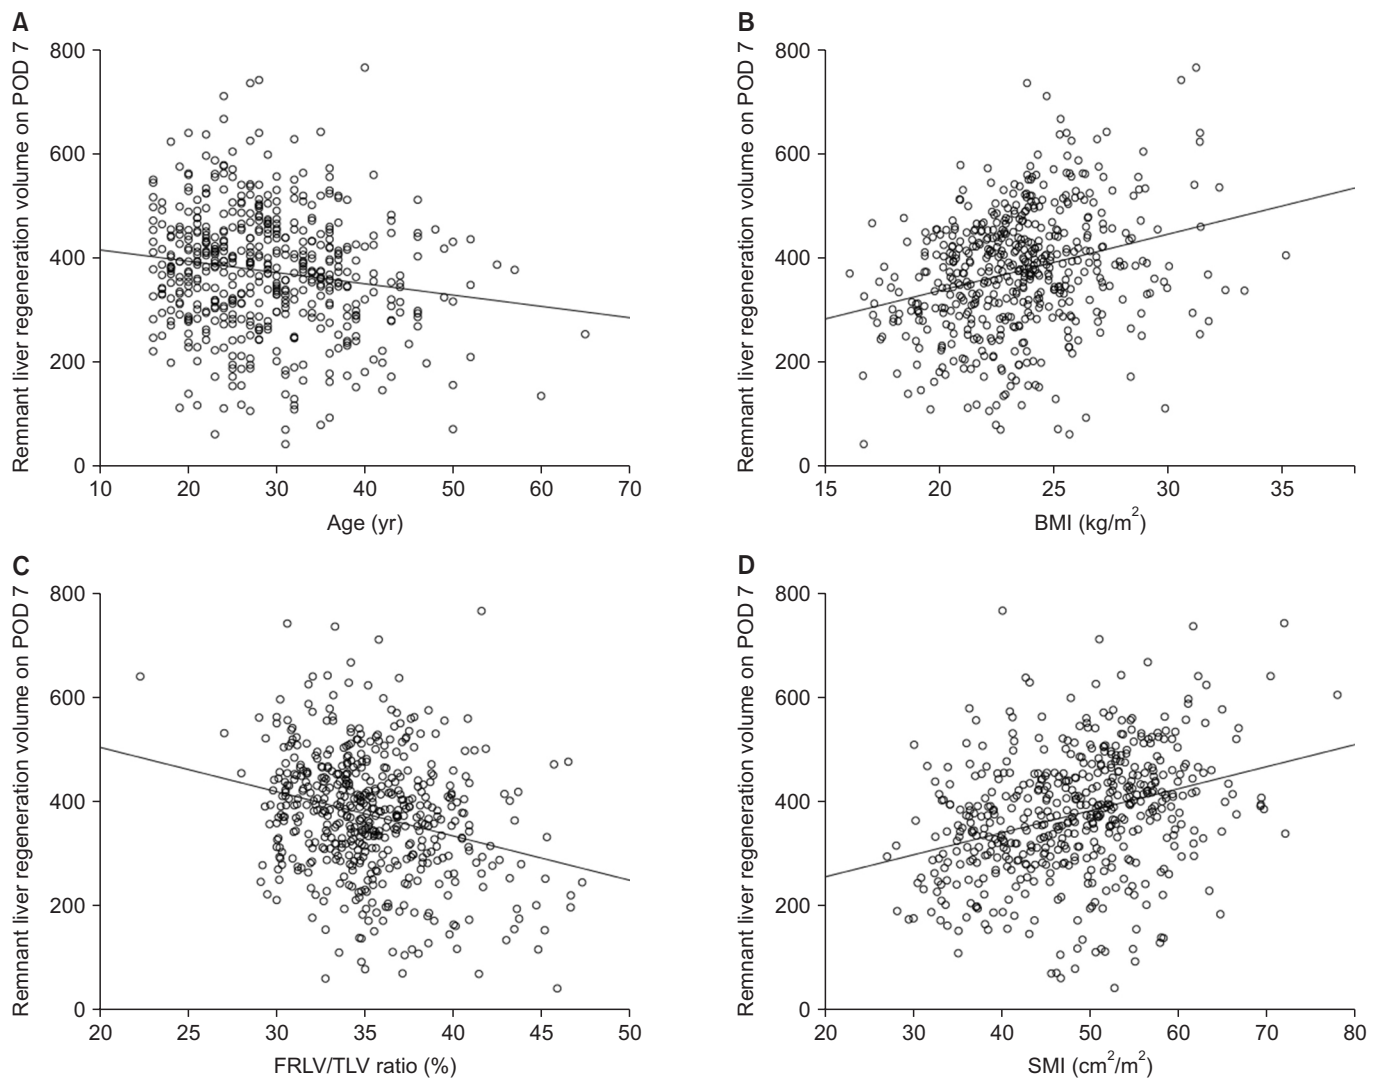 A
Remnant liver regeneration volume on POD 7
800
600
400
200
0
10 20 30 40 50 60 70
Age (yr)
B
Remnant liver regeneration volume on POD 7
800
600
400
200
0
15 20 25 30 35
BMI (kg/m²)
C
Remnant liver regeneration volume on POD 7
800
600
400
200
0
20 25 30 35 40 45 50
FRLV/TLV ratio (%)
D
Remnant liver regeneration volume on POD 7
800
600
400
200
0
20 30 40 50 60 70 80
SMI (cm²/m²)